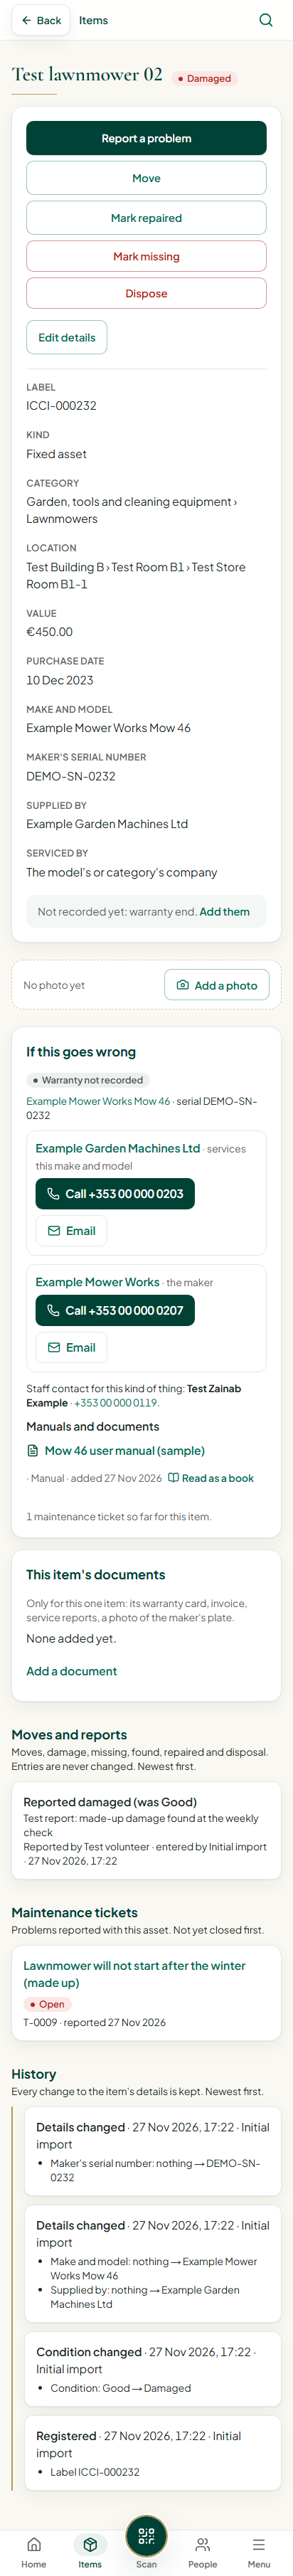 Back
Items
Test lawnmower 02
Damaged
Report a problem
Move
Mark repaired
Mark missing
Dispose
Edit details
LABEL
ICCI-000232
KIND
Fixed asset
CATEGORY
Garden, tools and cleaning equipment ›
Lawnmowers
LOCATION
Test Building B › Test Room B1 › Test Store
Room B1-1
VALUE
€450.00
PURCHASE DATE
10 Dec 2023
MAKE AND MODEL
Example Mower Works Mow 46
MAKER'S SERIAL NUMBER
DEMO-SN-0232
SUPPLIED BY
Example Garden Machines Ltd
SERVICED BY
The model's or category's company
Not recorded yet: warranty end. Add them
No photo yet
Add a photo
If this goes wrong
Warranty not recorded
Example Mower Works Mow 46 · serial DEMO-SN-
0232
Example Garden Machines Ltd · services
this make and model
Call +353 00 000 0203
Email
Example Mower Works · the maker
Call +353 00 000 0207
Email
Staff contact for this kind of thing: Test Zainab
Example · +353 00 000 0119.
Manuals and documents
Mow 46 user manual (sample)
· Manual · added 27 Nov 2026 Read as a book
1 maintenance ticket so far for this item.
This item's documents
Only for this one item: its warranty card, invoice,
service reports, a photo of the maker's plate.
None added yet.
Add a document
Moves and reports
Moves, damage, missing, found, repaired and disposal.
Entries are never changed. Newest first.
Reported damaged (was Good)
Test report: made-up damage found at the weekly
check
Reported by Test volunteer · entered by Initial import
· 27 Nov 2026, 17:22
Maintenance tickets
Problems reported with this asset. Not yet closed first.
Lawnmower will not start after the winter
(made up)
Open
T-0009 · reported 27 Nov 2026
History
Every change to the item's details is kept. Newest first.
Details changed · 27 Nov 2026, 17:22 · Initial
import
• Maker's serial number: nothing → DEMO-SN-
0232
Details changed · 27 Nov 2026, 17:22 · Initial
import
• Make and model: nothing → Example Mower
Works Mow 46
• Supplied by: nothing → Example Garden
Machines Ltd
Condition changed · 27 Nov 2026, 17:22 ·
Initial import
• Condition: Good → Damaged
Registered · 27 Nov 2026, 17:22 · Initial
import
• Label ICCI-000232
Home
Items
Scan
People
Menu